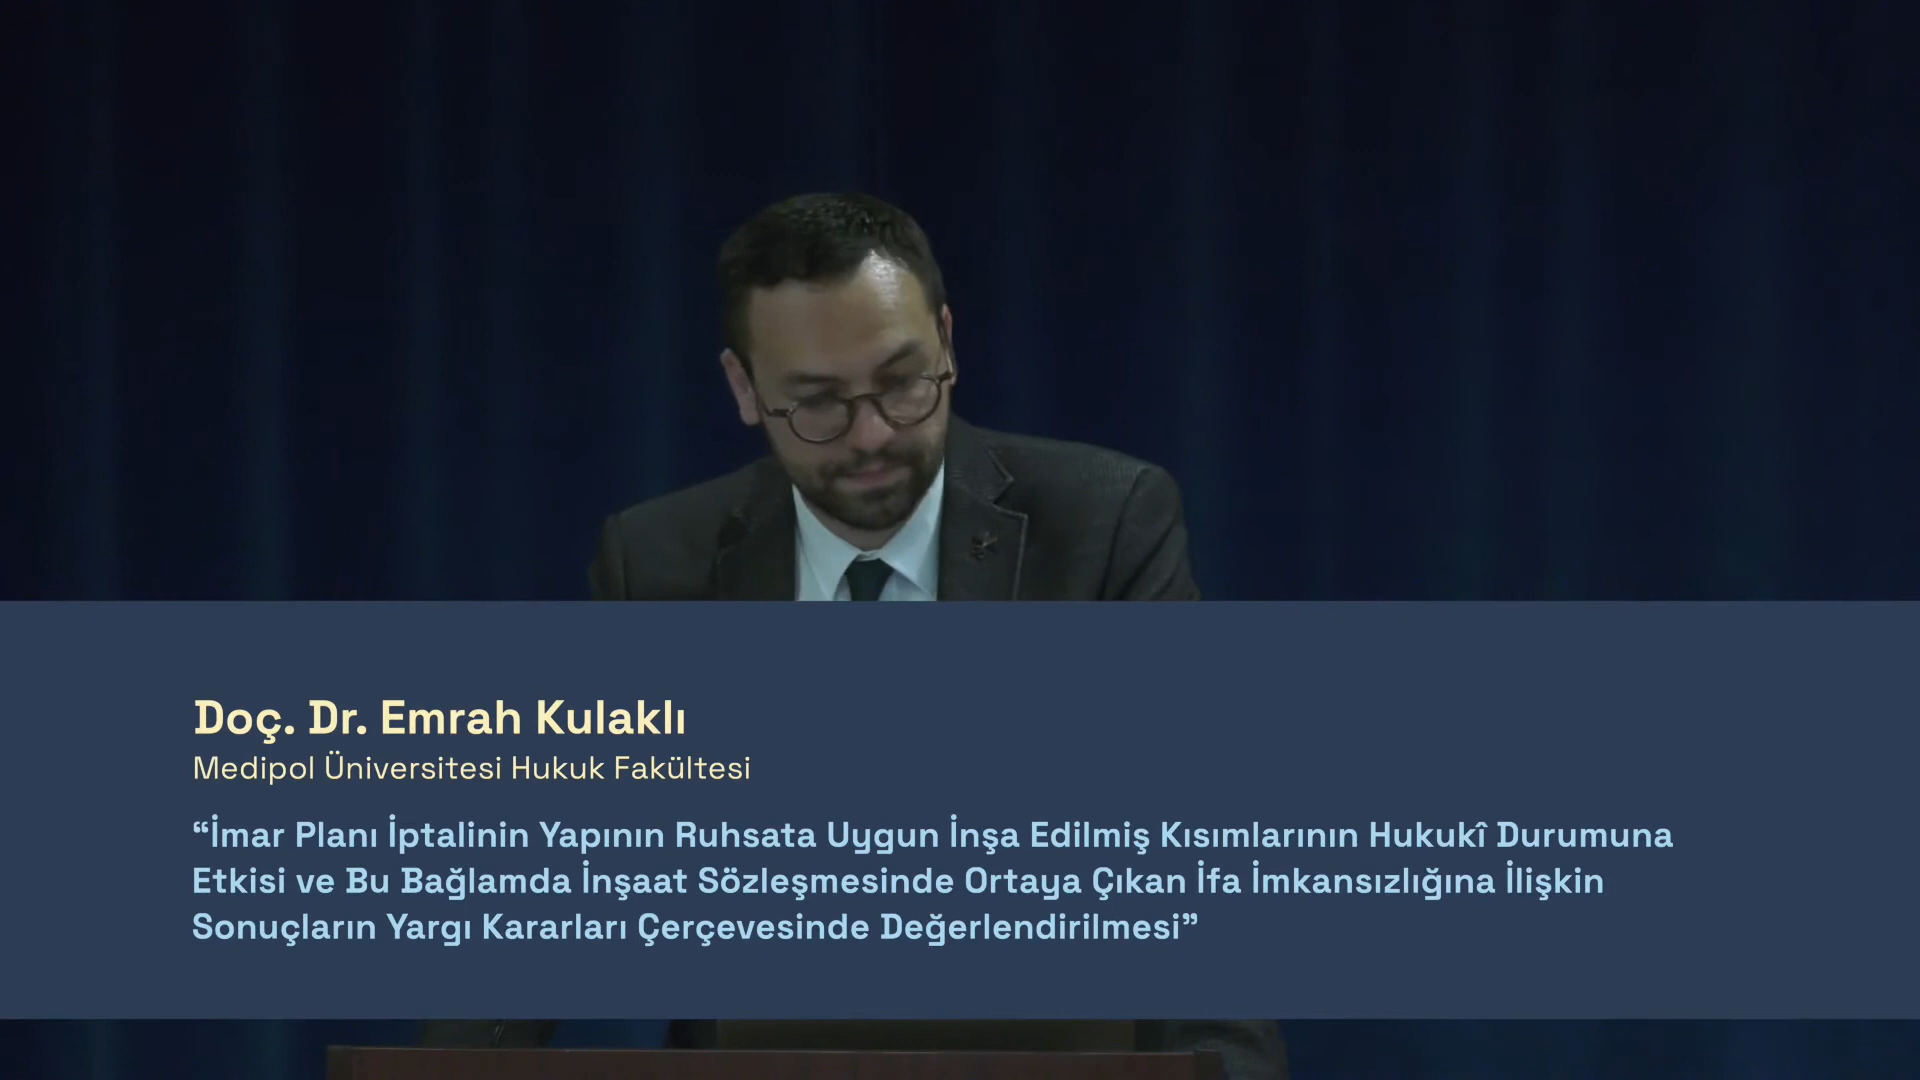 Doç. Dr. Emrah Kulaklı
Medipol Üniversitesi Hukuk Fakültesi
“İmar Planı İptalinin Yapının Ruhsata Uygun İnşa Edilmiş Kısımlarının Hukukî Durumuna
Etkisi ve Bu Bağlamda İnşaat Sözleşmesinde Ortaya Çıkan İfa İmkansızlığına İlişkin
Sonuçların Yargı Kararları Çerçevesinde Değerlendirilmesi”